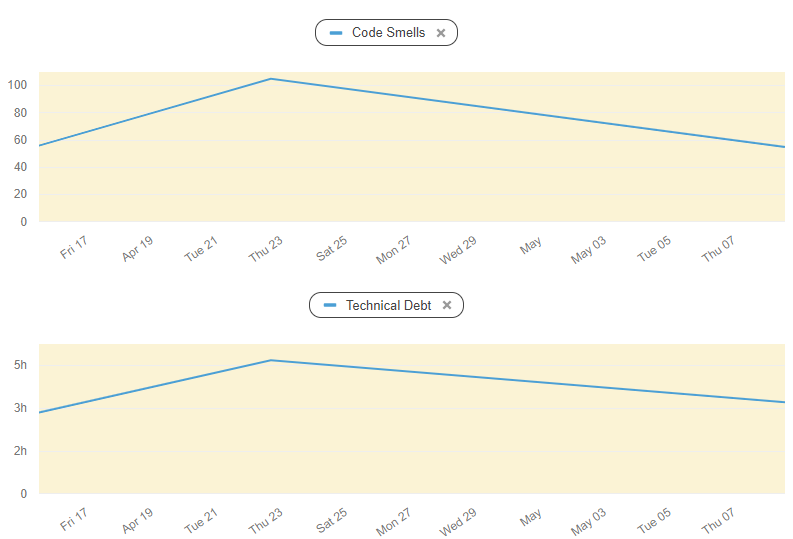 Code Smells ×
100
80
60
40
20
0
Fri 17 Apr 19 Tue 21 Thu 23 Sat 25 Mon 27 Wed 29 May May 03 Tue 05 Thu 07
Technical Debt ×
5h
3h
2h
0
Fri 17 Apr 19 Tue 21 Thu 23 Sat 25 Mon 27 Wed 29 May May 03 Tue 05 Thu 07